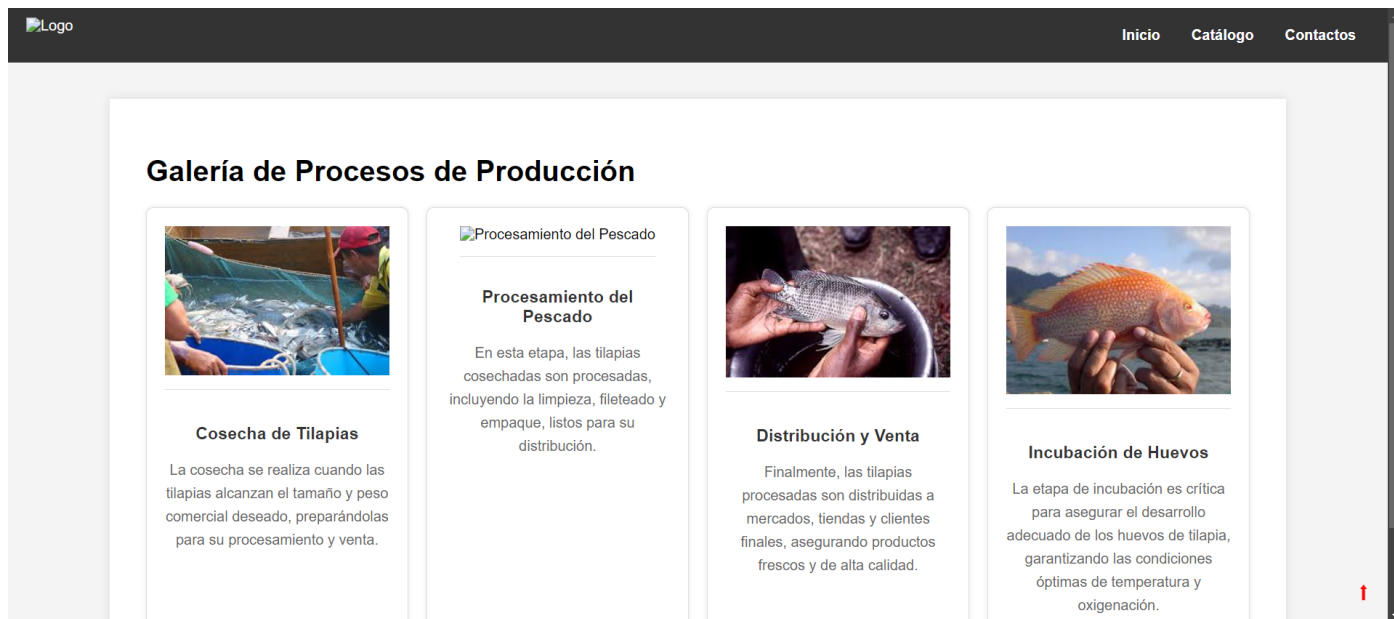 Logo
Inicio Catálogo Contactos
Galería de Procesos de Producción
Cosecha de Tilapias
La cosecha se realiza cuando las
tilapias alcanzan el tamaño y peso
comercial deseado, preparándolas
para su procesamiento y venta.
Procesamiento del Pescado
Procesamiento del
Pescado
En esta etapa, las tilapias
cosechadas son procesadas,
incluyendo la limpieza, fileteado y
empaque, listos para su
distribución.
Distribución y Venta
Finalmente, las tilapias
procesadas son distribuidas a
mercados, tiendas y clientes
finales, asegurando productos
frescos y de alta calidad.
Incubación de Huevos
La etapa de incubación es crítica
para asegurar el desarrollo
adecuado de los huevos de tilapia,
garantizando las condiciones
óptimas de temperatura y
oxigenación.